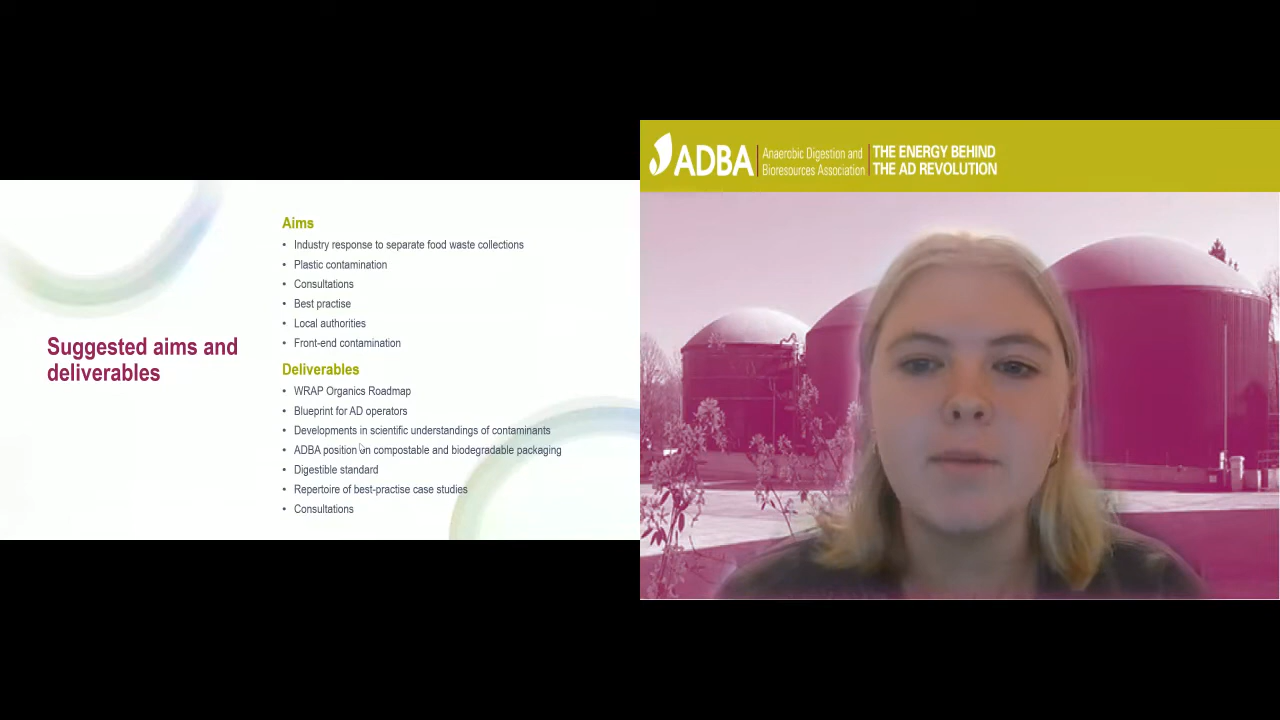 Suggested aims and
deliverables
Aims
• Industry response to separate food waste collections
• Plastic contamination
• Consultations
• Best practise
• Local authorities
• Front-end contamination
Deliverables
• WRAP Organics Roadmap
• Blueprint for AD operators
• Developments in scientific understandings of contaminants
• ADBA position on compostable and biodegradable packaging
• Digestible standard
• Repertoire of best-practise case studies
• Consultations
ADBA
Anaerobic Digestion and
Bioresources Association
THE ENERGY BEHIND
THE AD REVOLUTION